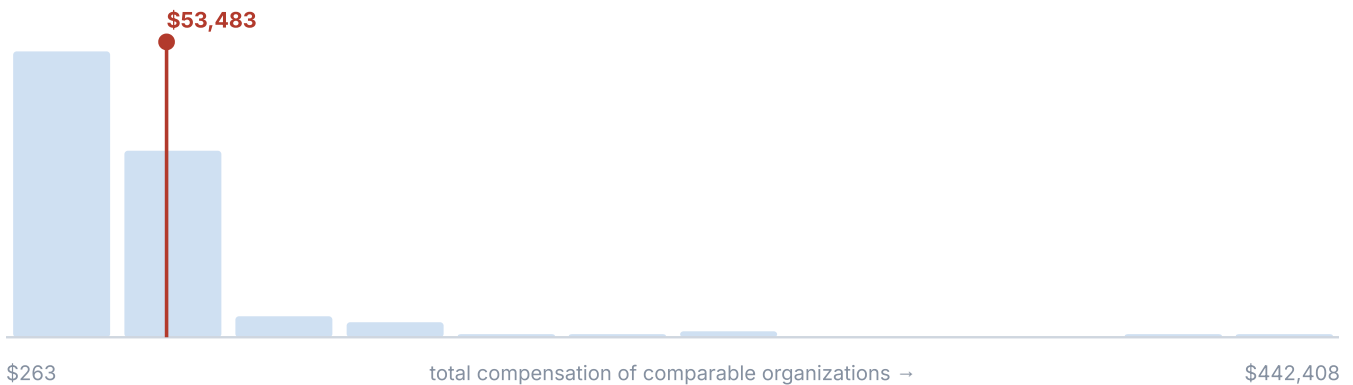 $53,483
$263 total compensation of comparable organizations → $442,408